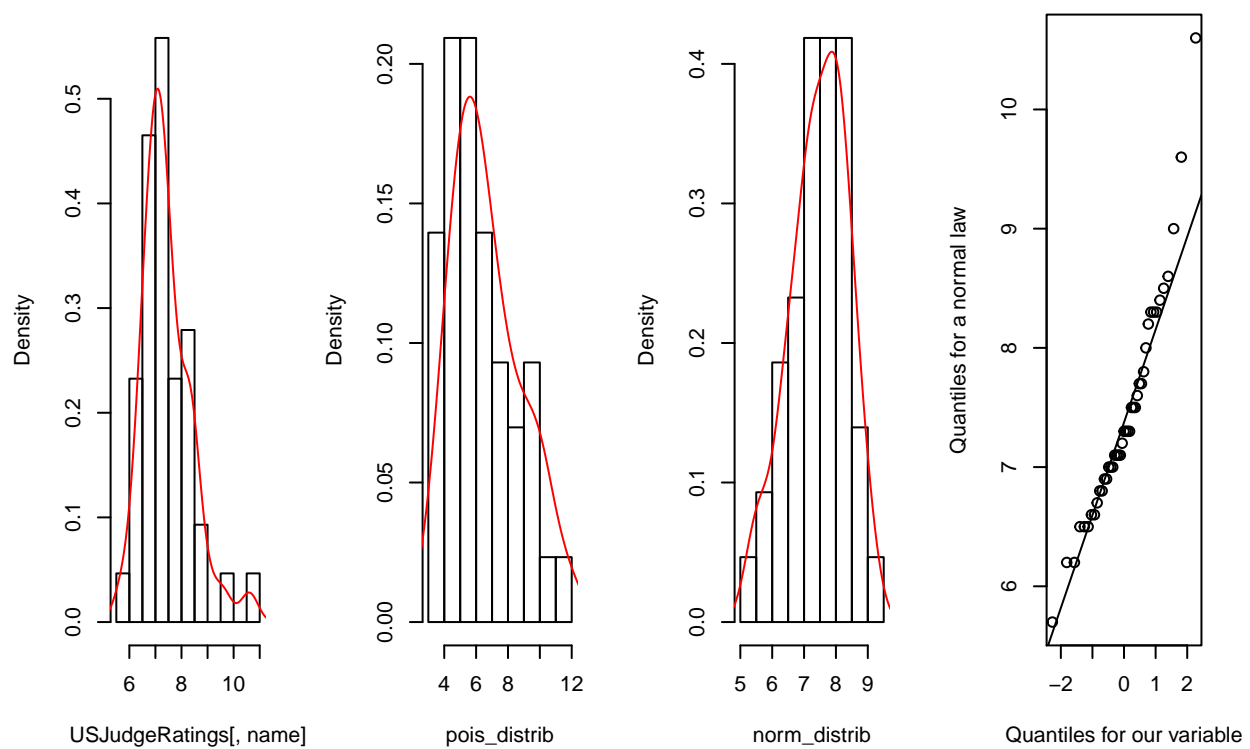 Density
0.0 0.1 0.2 0.3 0.4 0.5
6 8 10
USJudgeRatings[, name]
Density
0.00 0.05 0.10 0.15 0.20
4 6 8 12
pois_distrib
Density
0.0 0.1 0.2 0.3 0.4
5 6 7 8 9
norm_distrib
Quantiles for a normal law
6 7 8 9 10
−2 0 1 2
Quantiles for our variable